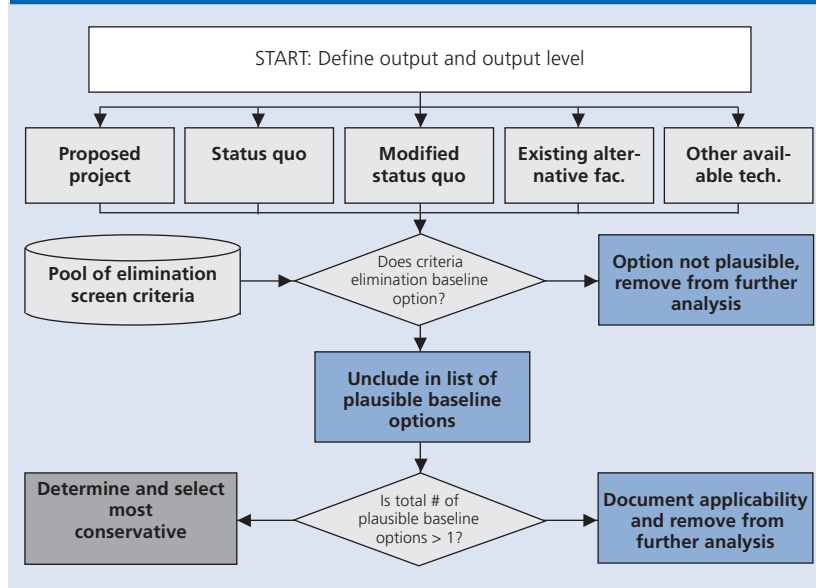 START: Define output and output level
Proposed
project
Status quo
Modified
status quo
Existing alter-
native fac.
Other avail-
able tech.
Pool of elimination
screen criteria
Does criteria
elimination baseline
option?
Option not plausible,
remove from further
analysis
Unclude in list of
plausible baseline
options
Determine and select
most
conservative
Is total # of
plausible baseline
options > 1?
Document applicability
and remove from
further analysis